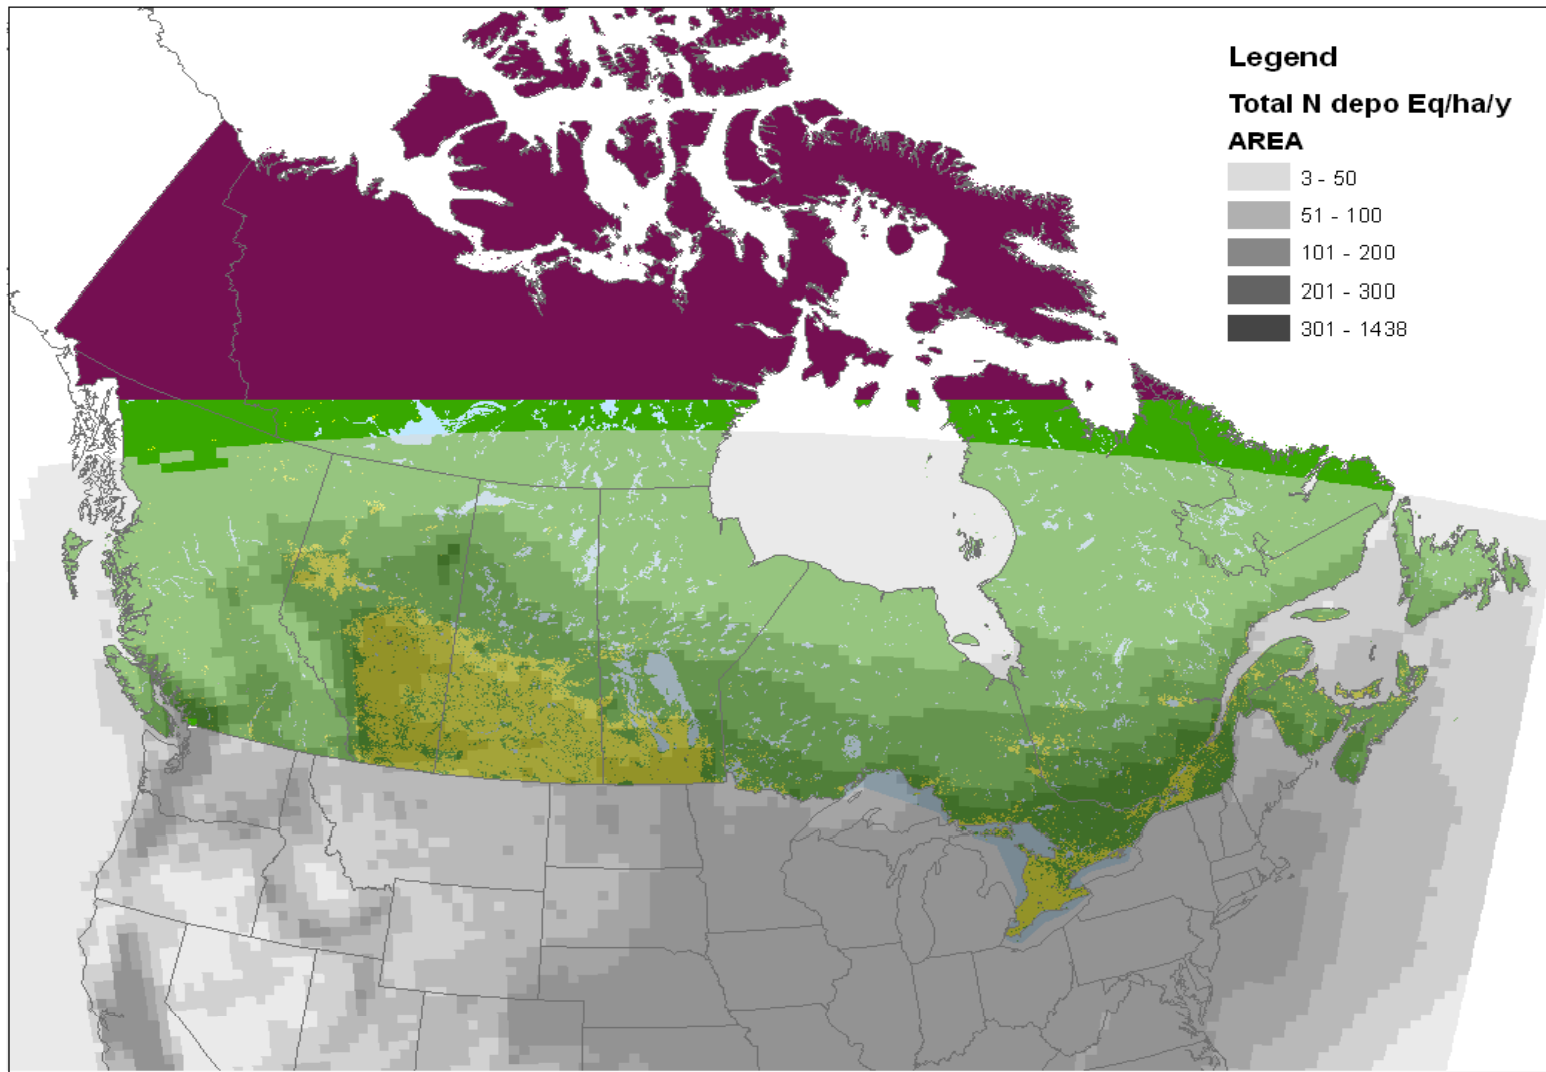 Legend
Total N depo Eq/ha/y
AREA
3 - 50
51 - 100
101 - 200
201 - 300
301 - 1438